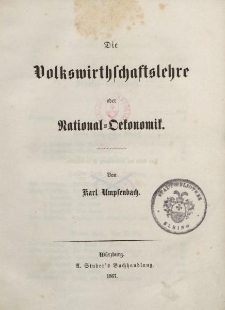 Die
Volkswirthschaftslehre
oder
National=Oekonomik.
Von
Karl Umpfenbach.
Würzburg.
A. Stuber's Buchhandlung.
1867.